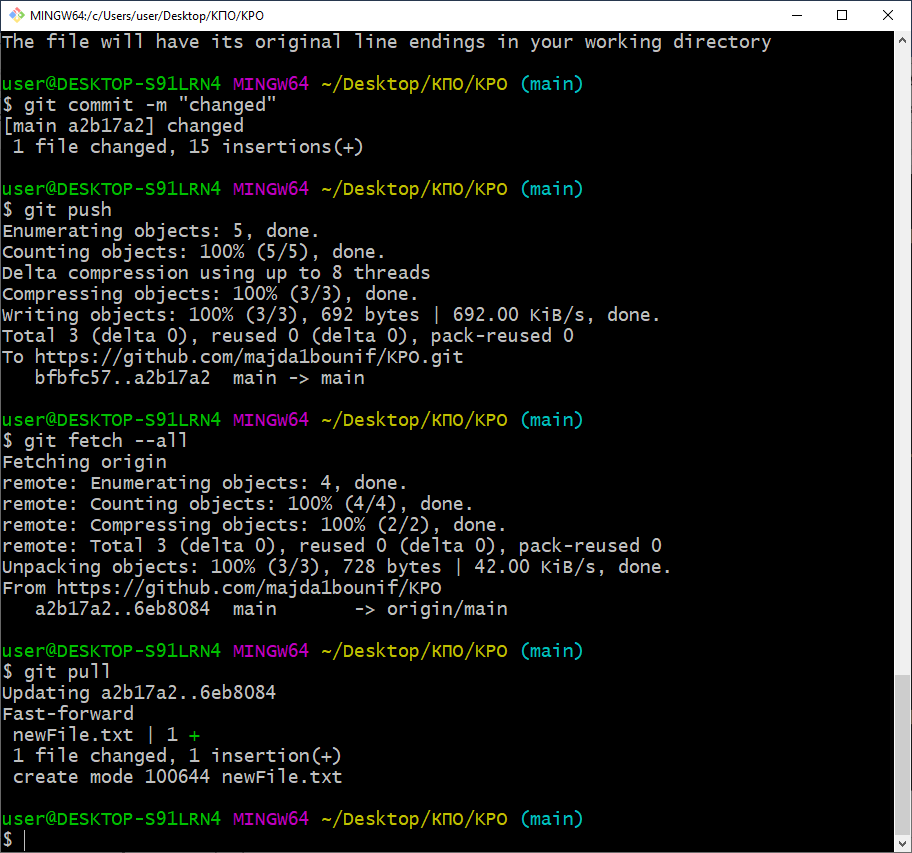 MINGW64:/c/Users/user/Desktop/КПО/KPO
The file will have its original line endings in your working directory
user@DESKTOP-S91LRN4 MINGW64 ~/Desktop/КПО/KPO (main)
$ git commit -m "changed"
[main a2b17a2] changed
 1 file changed, 15 insertions(+)
user@DESKTOP-S91LRN4 MINGW64 ~/Desktop/КПО/KPO (main)
$ git push
Enumerating objects: 5, done.
Counting objects: 100% (5/5), done.
Delta compression using up to 8 threads
Compressing objects: 100% (3/3), done.
Writing objects: 100% (3/3), 692 bytes | 692.00 KiB/s, done.
Total 3 (delta 0), reused 0 (delta 0), pack-reused 0
To https://github.com/majda1bounif/KPO.git
   bfbfc57..a2b17a2  main -> main
user@DESKTOP-S91LRN4 MINGW64 ~/Desktop/КПО/KPO (main)
$ git fetch --all
Fetching origin
remote: Enumerating objects: 4, done.
remote: Counting objects: 100% (4/4), done.
remote: Compressing objects: 100% (2/2), done.
remote: Total 3 (delta 0), reused 0 (delta 0), pack-reused 0
Unpacking objects: 100% (3/3), 728 bytes | 42.00 KiB/s, done.
From https://github.com/majda1bounif/KPO
   a2b17a2..6eb8084  main       -> origin/main
user@DESKTOP-S91LRN4 MINGW64 ~/Desktop/КПО/KPO (main)
$ git pull
Updating a2b17a2..6eb8084
Fast-forward
 newFile.txt | 1 +
 1 file changed, 1 insertion(+)
 create mode 100644 newFile.txt
user@DESKTOP-S91LRN4 MINGW64 ~/Desktop/КПО/KPO (main)
$